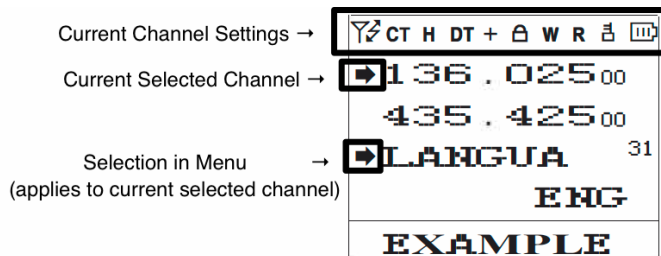 Current Channel Settings →
CT H DT + W R
Current Selected Channel →
136.02500
435.42500
Selection in Menu →
(applies to current selected channel)
LANGUA 31
ENG
EXAMPLE